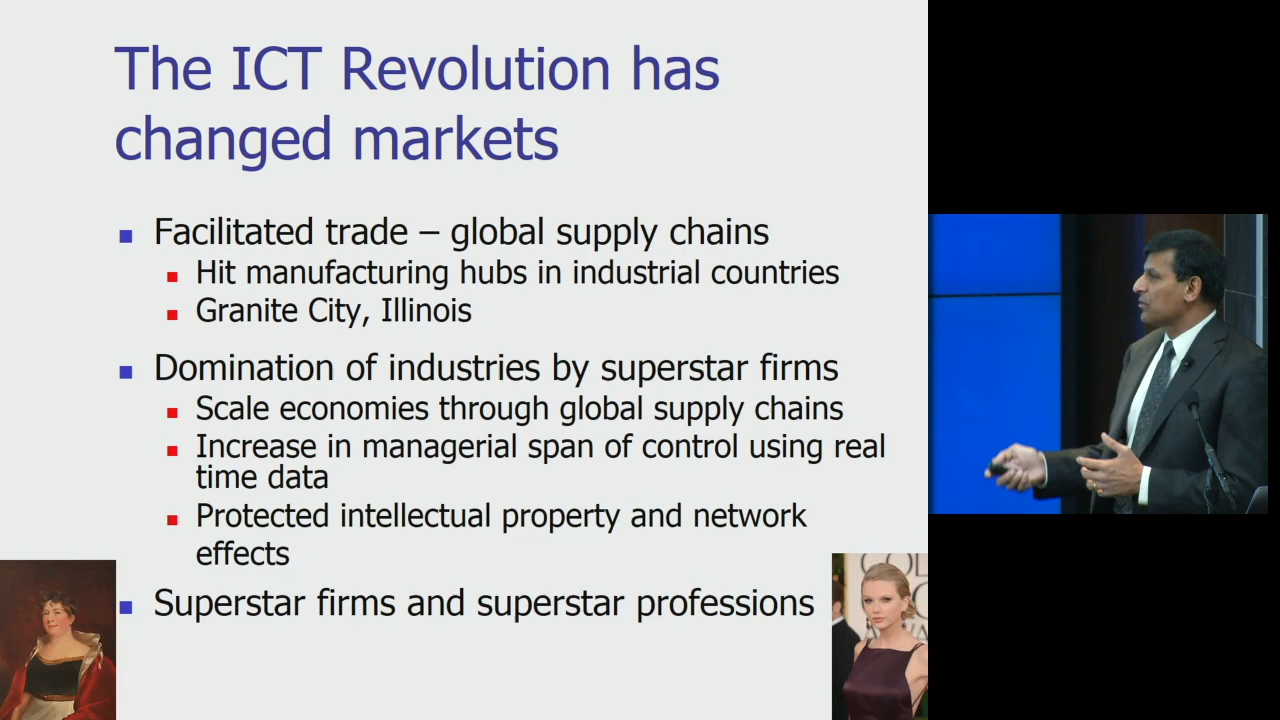 The ICT Revolution has
changed markets
Facilitated trade – global supply chains
Hit manufacturing hubs in industrial countries
Granite City, Illinois
Domination of industries by superstar firms
Scale economies through global supply chains
Increase in managerial span of control using real
time data
Protected intellectual property and network
effects
Superstar firms and superstar professions